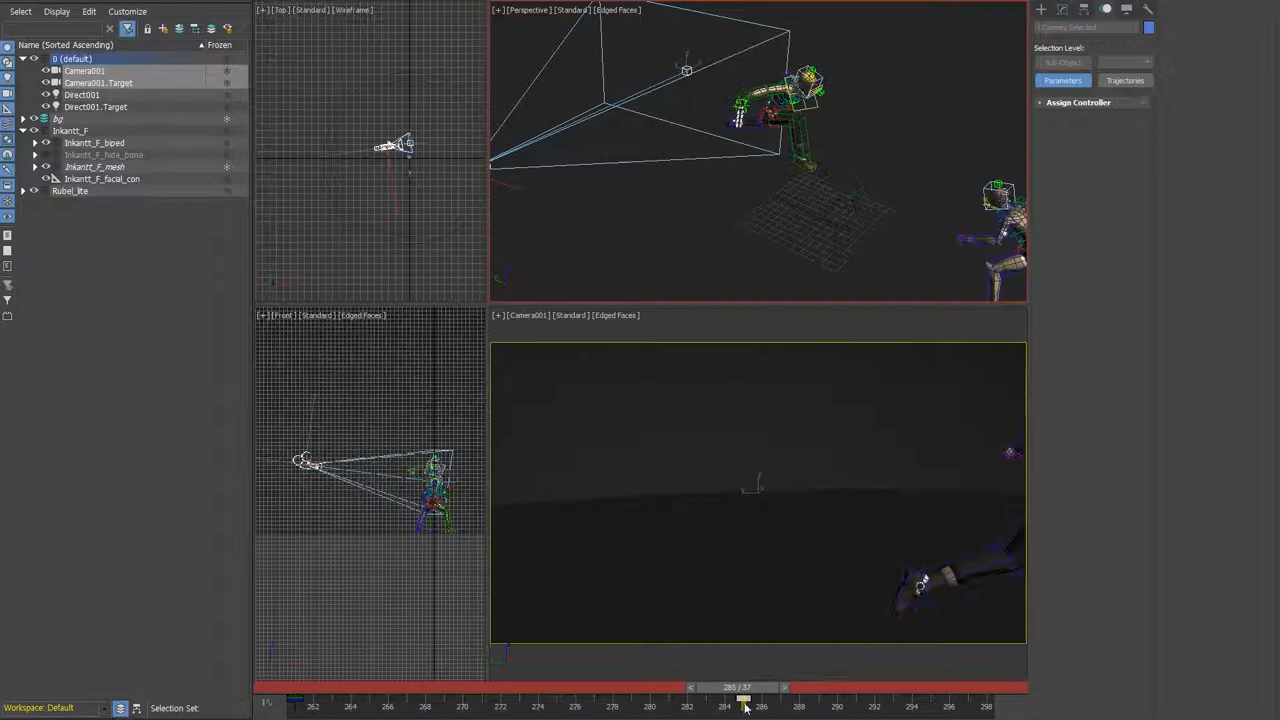 Select Display Edit Customize
Name (Sorted Ascending) Frozen
0 (default)
Camera001
Camera001.Target
Direct001
Direct001.Target
bg
Inkantt_F
Inkantt_F_biped
Inkantt_F_hide_bone
Inkantt_F_mesh
Inkantt_F_facial_con
Rubel_lite
[+][Top][Standard][Wireframe]
[+][Perspective][Standard][Edged Faces]
[+][Front][Standard][Edged Faces]
[+][Camera001][Standard][Edged Faces]
2 Camera Selected
Selection Level:
Sub-Object
Parameters Trajectories
Assign Controller
< 285 / 37 >
262 264 266 268 270 272 274 276 278 280 282 284 286 288 290 292 294 296 298
Workspace: Default Selection Set: